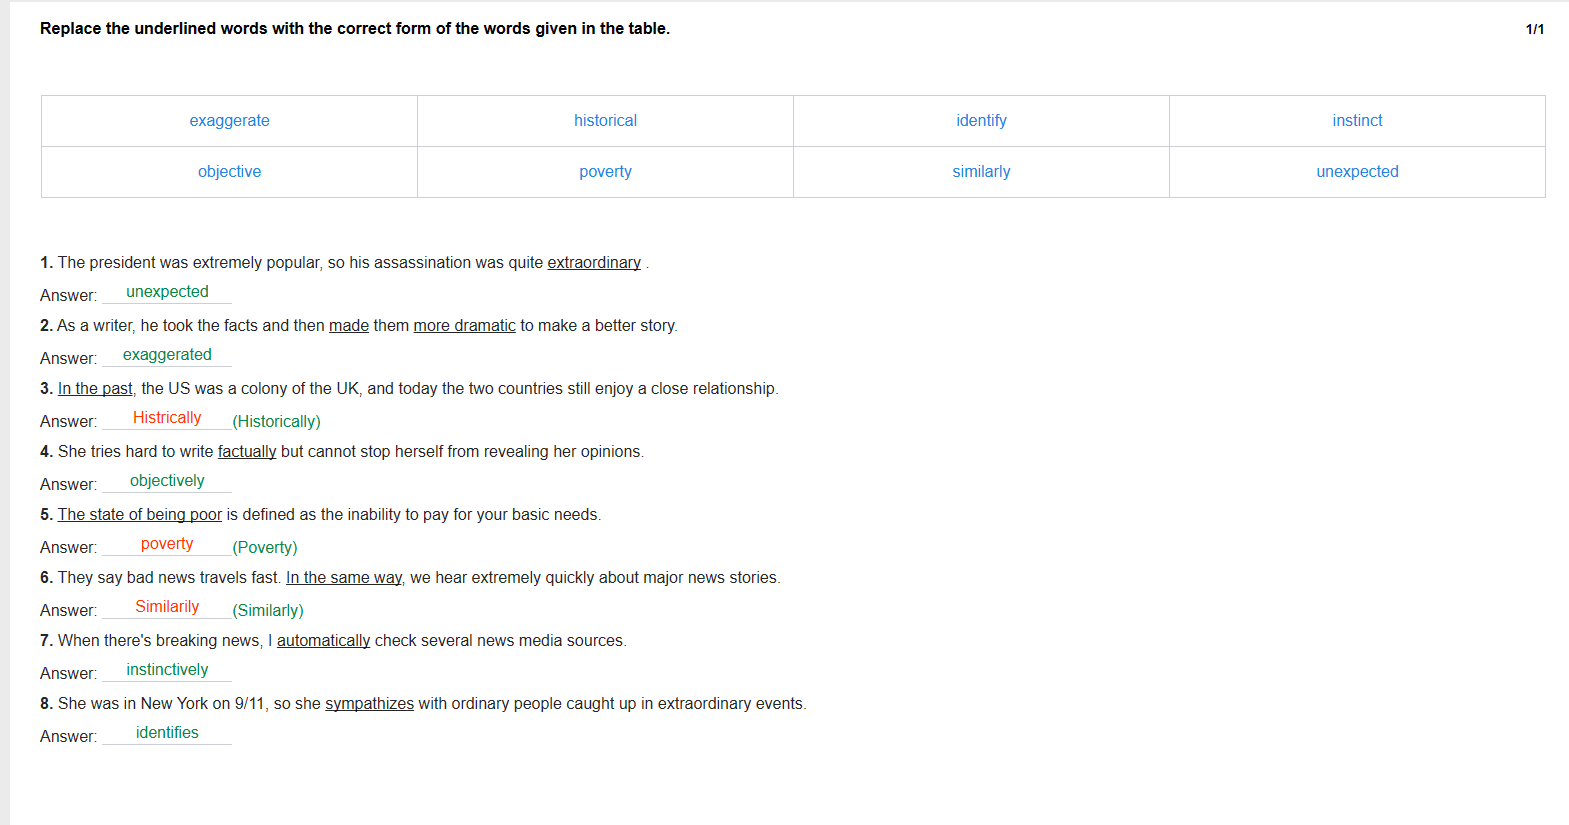 Replace the underlined words with the correct form of the words given in the table.
1/1
exaggerate historical identify instinct
objective poverty similarly unexpected
1. The president was extremely popular, so his assassination was quite extraordinary .
Answer: unexpected
2. As a writer, he took the facts and then made them more dramatic to make a better story.
Answer: exaggerated
3. In the past, the US was a colony of the UK, and today the two countries still enjoy a close relationship.
Answer: Histrically (Historically)
4. She tries hard to write factually but cannot stop herself from revealing her opinions.
Answer: objectively
5. The state of being poor is defined as the inability to pay for your basic needs.
Answer: poverty (Poverty)
6. They say bad news travels fast. In the same way, we hear extremely quickly about major news stories.
Answer: Similarily (Similarly)
7. When there's breaking news, I automatically check several news media sources.
Answer: instinctively
8. She was in New York on 9/11, so she sympathizes with ordinary people caught up in extraordinary events.
Answer: identifies